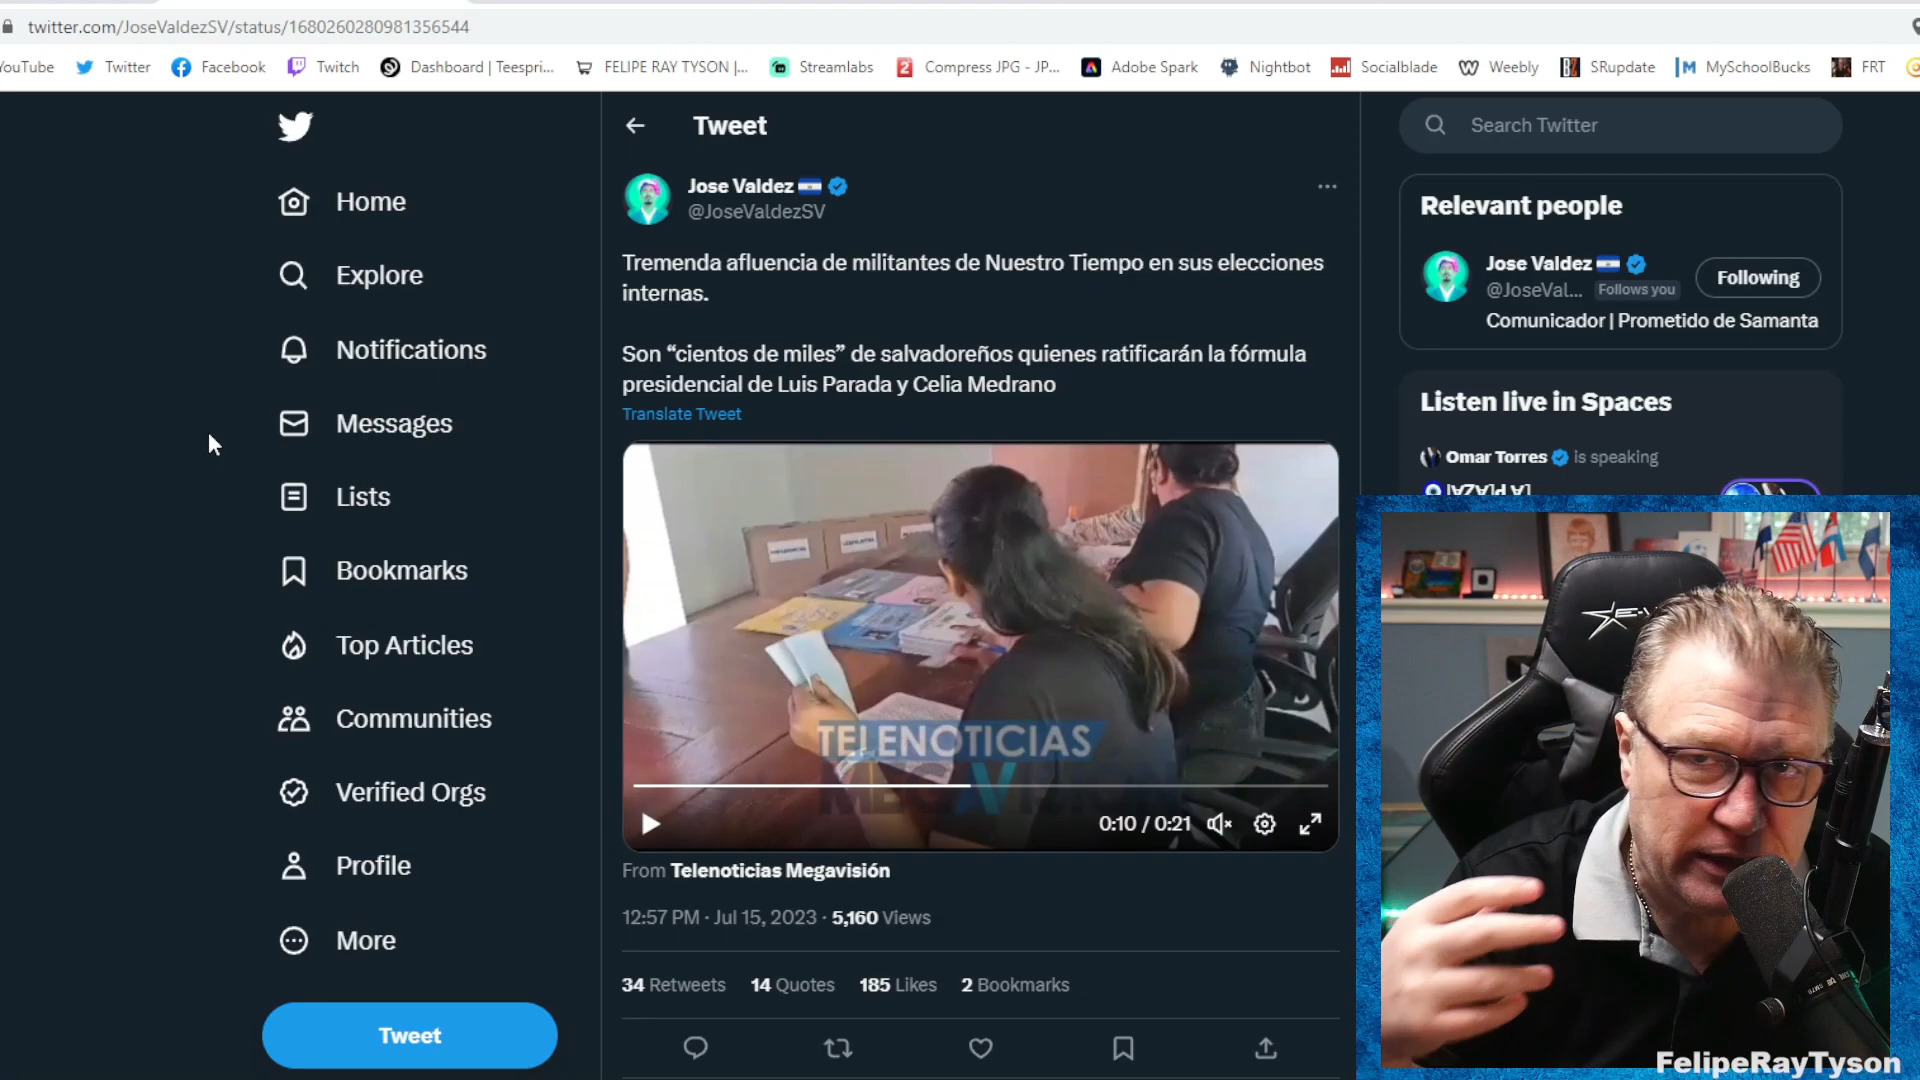 twitter.com/JoseValdezSV/status/1680260280981356544
YouTube
Twitter
Facebook
Twitch
Dashboard | Teespri...
FELIPE RAY TYSON |...
Streamlabs
Compress JPG - JP...
Adobe Spark
Nightbot
Socialblade
Weebly
SRupdate
MySchoolBucks
FRT
Home
Explore
Notifications
Messages
Lists
Bookmarks
Top Articles
Communities
Verified Orgs
Profile
More
Tweet
Tweet
Jose Valdez
@JoseValdezSV
Tremenda afluencia de militantes de Nuestro Tiempo en sus elecciones
internas.
Son “cientos de miles” de salvadoreños quienes ratificarán la fórmula
presidencial de Luis Parada y Celia Medrano
Translate Tweet
TELENOTICIAS
0:10 / 0:21
From Telenoticias Megavisión
12:57 PM · Jul 15, 2023 · 5,160 Views
34 Retweets 14 Quotes 185 Likes 2 Bookmarks
Search Twitter
Relevant people
Jose Valdez
@JoseVal... Follows you
Following
Comunicador | Prometido de Samanta
Listen live in Spaces
Omar Torres is speaking
FelipeRayTyson